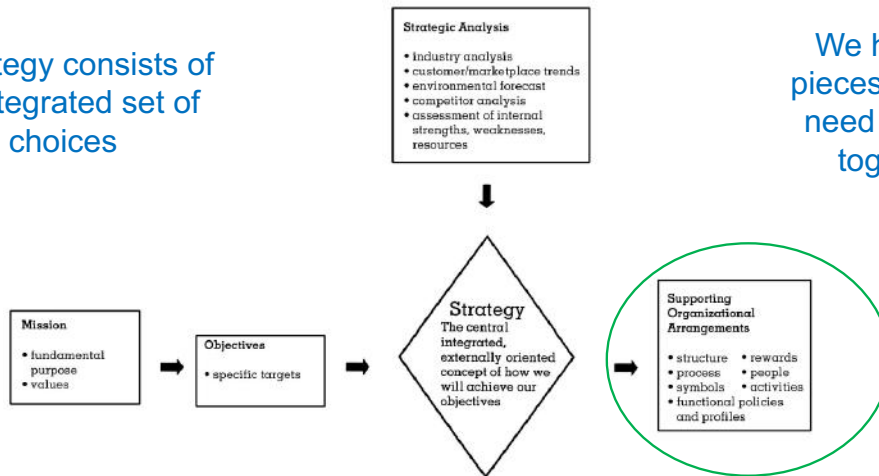 tegy consists of
tegrated set of
choices
Strategic Analysis
• industry analysis
• customer/marketplace trends
• environmental forecast
• competitor analysis
• assessment of internal
strengths, weaknesses,
resources
We h
pieces
need
tog
Mission
• fundamental
purpose
• values
Objectives
• specific targets
Strategy
The central
integrated,
externally oriented
concept of how we
will achieve our
objectives
Supporting
Organizational
Arrangements
• structure • rewards
• process • people
• symbols • activities
• functional policies
and profiles